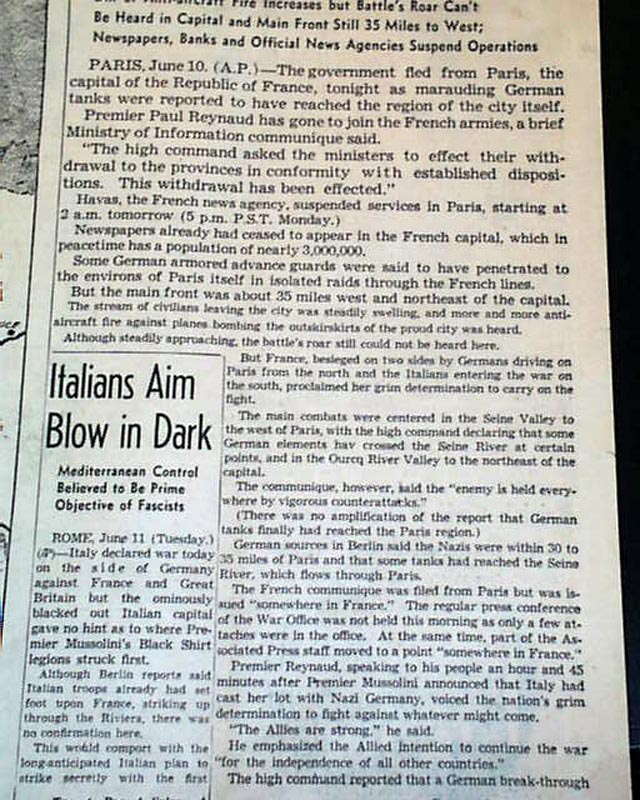 Fire Increases but Battle's Roar Can't
Be Heard in Capital and Main Front Still 35 Miles to West;
Newspapers, Banks and Official News Agencies Suspend Operations
PARIS, June 10. (A.P.)—The government fled from Paris, the
capital of the Republic of France, tonight as marauding German
tanks were reported to have reached the region of the city itself.
Premier Paul Reynaud has gone to join the French armies, a brief
Ministry of Information communique said.
"The high command asked the ministers to effect their with-
drawal to the provinces in conformity with established disposi-
tions. This withdrawal has been effected."
Havas, the French news agency, suspended services in Paris, starting at
2 a.m. tomorrow (5 p.m. P.S.T. Monday.)
Newspapers already had ceased to appear in the French capital, which in
peacetime has a population of nearly 3,000,000.
Some German armored advance guards were said to have penetrated to
the environs of Paris itself in isolated raids through the French lines.
But the main front was about 35 miles west and northeast of the capital.
The stream of civilians leaving the city was steadily swelling, and more and more anti-
aircraft fire against planes bombing the outskirskirts of the proud city was heard.
Although steadily approaching, the battle's roar still could not be heard here.
Italians Aim
Blow in Dark
Mediterranean Control
Believed to Be Prime
Objective of Fascists
ROME, June 11 (Tuesday.)
(AP)—Italy declared war today
on the side of Germany
against France and Great
Britain but the ominously
blacked out Italian capital
gave no hint as to where Pre-
mier Mussolini's Black Shirt
legions struck first.
Although Berlin reports said
Italian troops already had set
foot upon France, striking up
through the Riviera, there was
no confirmation here.
This would comport with the
long-anticipated Italian plan to
strike secretly with the first
But France, besieged on two sides by Germans driving on
Paris from the north and the Italians entering the war on
the south, proclaimed her grim determination to carry on the
fight.
The main combats were centered in the Seine Valley to
the west of Paris, with the high command declaring that some
German elements hav crossed the Seine River at certain
points, and in the Ourcq River Valley to the northeast of the
capital.
The communique, however, said the "enemy is held every-
where by vigorous counterattacks."
(There was no amplification of the report that German
tanks finally had reached the Paris region.)
German sources in Berlin said the Nazis were within 30 to
35 miles of Paris and that some tanks had reached the Seine
River, which flows through Paris.
The French communique was filed from Paris but was is-
sued "somewhere in France." The regular press conference
of the War Office was not held this morning as only a few at-
taches were in the office. At the same time, part of the As-
sociated Press staff moved to a point "somewhere in France."
Premier Reynaud, speaking to his people an hour and 45
minutes after Premier Mussolini announced that Italy had
cast her lot with Nazi Germany, voiced the nation's grim
determination to fight against whatever might come.
"The Allies are strong," he said.
He emphasized the Allied intention to continue the war
"for the independence of all other countries."
The high command reported that a German break-through